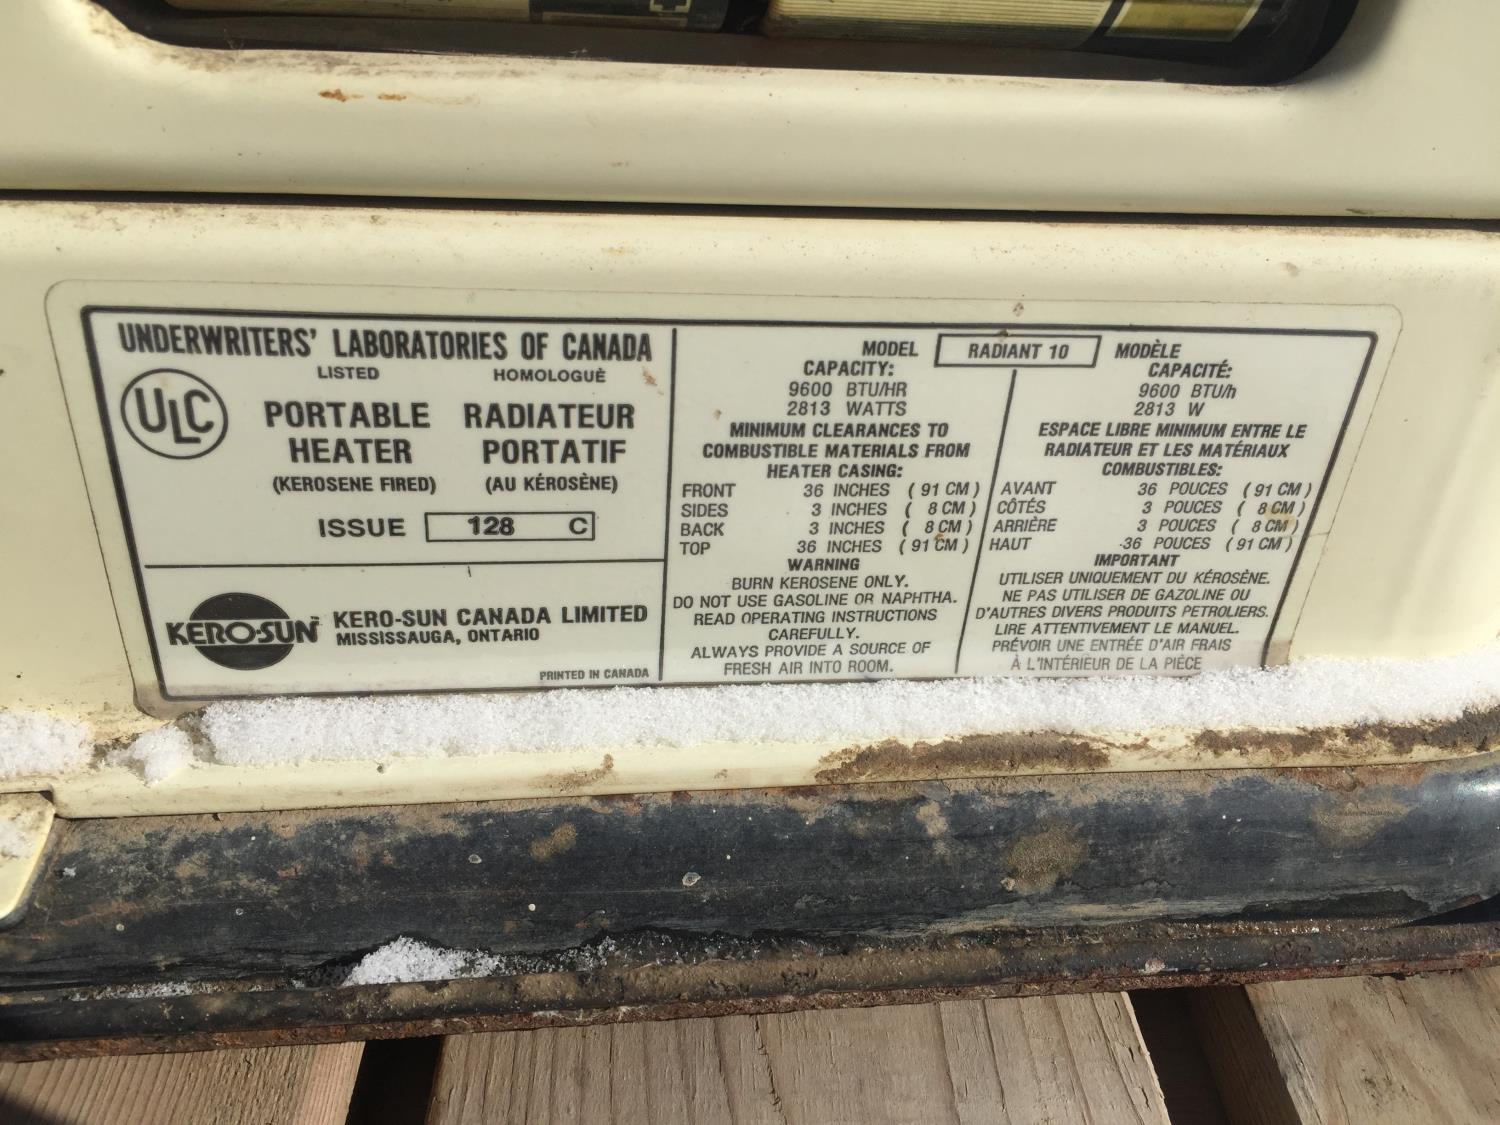 UNDERWRITERS' LABORATORIES OF CANADA
LISTED HOMOLOGUÈ
ULC
PORTABLE HEATER
(KEROSENE FIRED)
RADIATEUR PORTATIF
(AU KÉROSÈNE)
ISSUE 128 C
KERO-SUN™
KERO-SUN CANADA LIMITED
MISSISSAUGA, ONTARIO
PRINTED IN CANADA
MODEL RADIANT 10 MODÈLE
CAPACITY:
9600 BTU/HR
2813 WATTS
MINIMUM CLEARANCES TO
COMBUSTIBLE MATERIALS FROM
HEATER CASING:
FRONT 36 INCHES (91 CM)
SIDES 3 INCHES (8 CM)
BACK 3 INCHES (8 CM)
TOP 36 INCHES (91 CM)
WARNING
BURN KEROSENE ONLY.
DO NOT USE GASOLINE OR NAPHTHA.
READ OPERATING INSTRUCTIONS
CAREFULLY.
ALWAYS PROVIDE A SOURCE OF
FRESH AIR INTO ROOM.
CAPACITÉ:
9600 BTU/h
2813 W
ESPACE LIBRE MINIMUM ENTRE LE
RADIATEUR ET LES MATÉRIAUX
COMBUSTIBLES:
AVANT 36 POUCES (91 CM)
CÔTÉS 3 POUCES (8 CM)
ARRIÈRE 3 POUCES (8 CM)
HAUT 36 POUCES (91 CM)
IMPORTANT
UTILISER UNIQUEMENT DU KÉROSÈNE.
NE PAS UTILISER DE GAZOLINE OU
D'AUTRES DIVERS PRODUITS PETROLIERS.
LIRE ATTENTIVEMENT LE MANUEL.
PRÉVOIR UNE ENTRÉE D'AIR FRAIS
À L'INTÉRIEUR DE LA PIÈCE